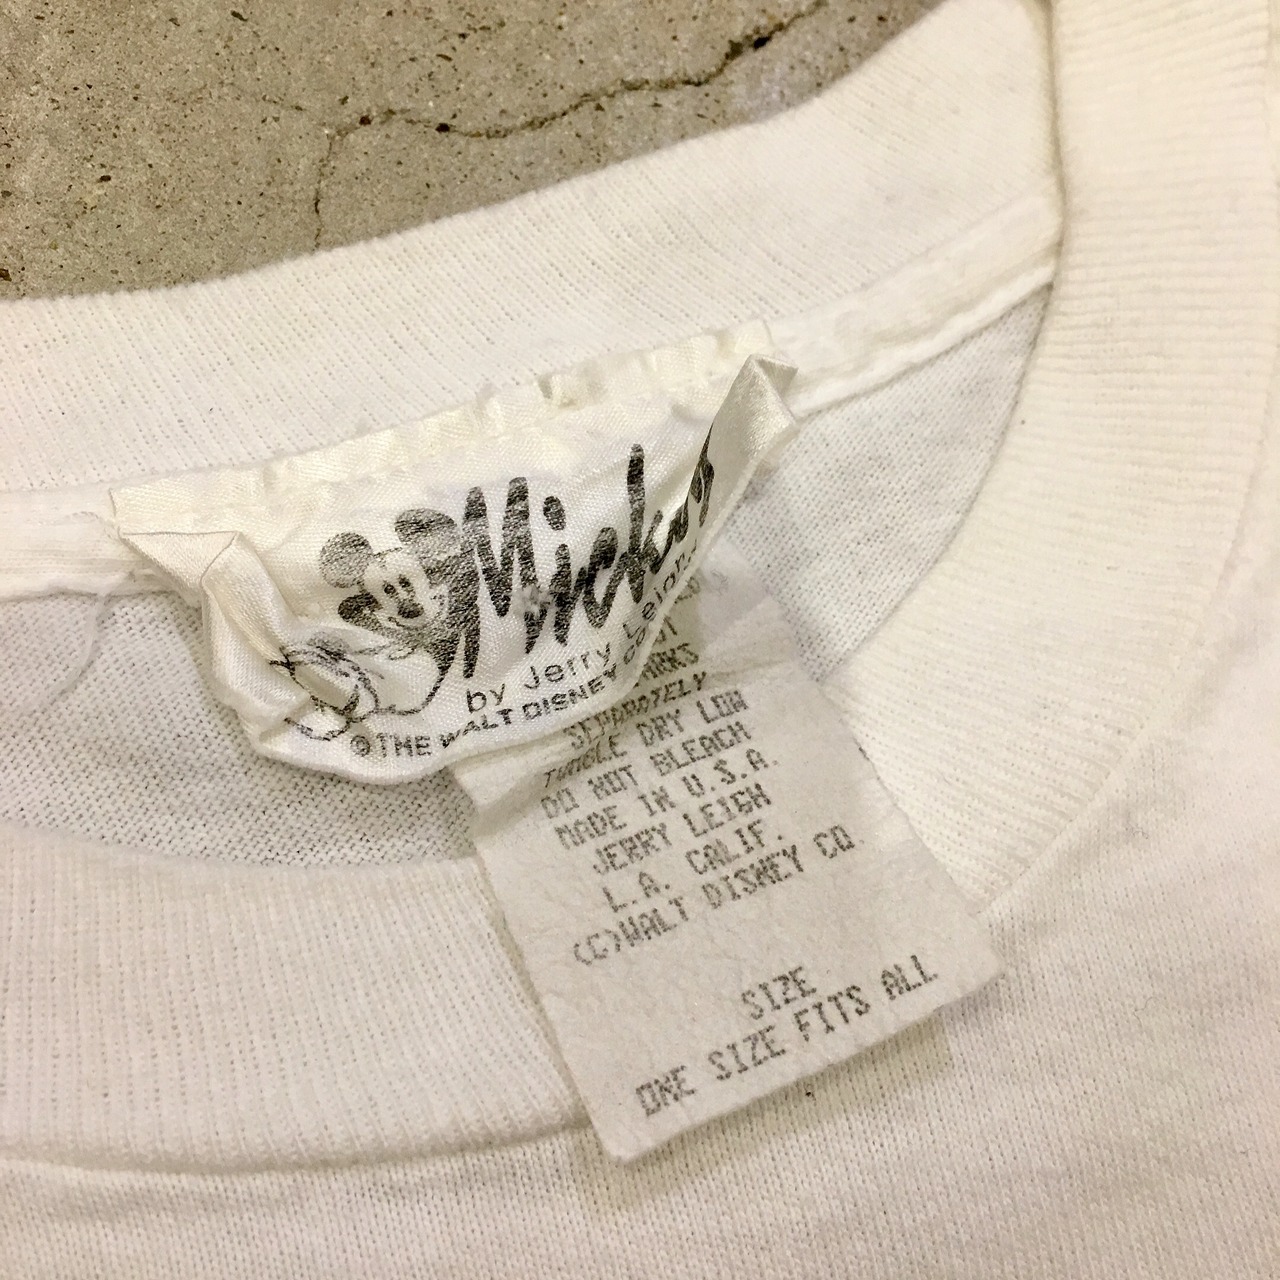 Mickey
by Jerry Leigh
©THE WALT DISNEY CO
SEPARATELY
TUMBLE DRY LOW
DO NOT BLEACH
MADE IN U.S.A.
JERRY LEIGH
L.A. CALIF.
(C)WALT DISNEY CO
SIZE
ONE SIZE FITS ALL